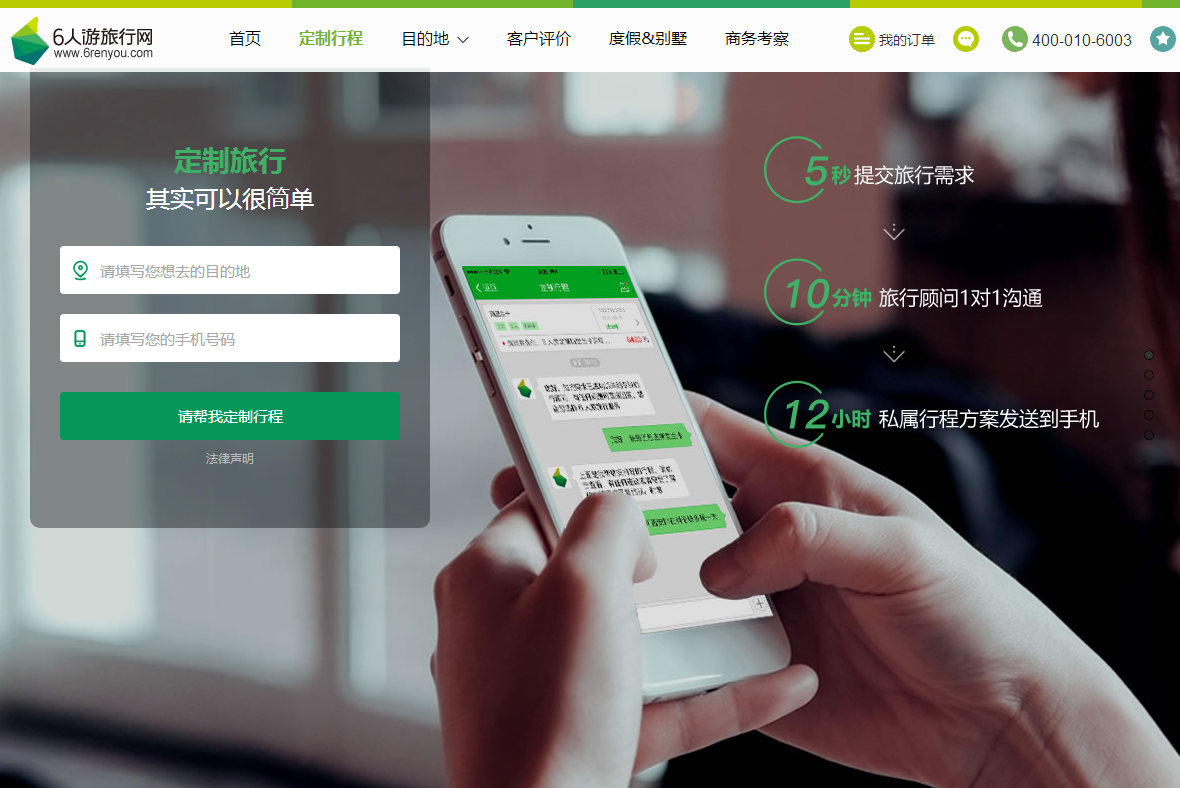 6人游旅行网
www.6renyou.com
首页
定制行程
目的地
客户评价
度假&别墅
商务考察
我的订单
400-010-6003
定制旅行
其实可以很简单
请填写您想去的目的地
请填写您的手机号码
请帮我定制行程
法律声明
5秒 提交旅行需求
10分钟 旅行顾问1对1沟通
12小时 私属行程方案发送到手机
定制行程